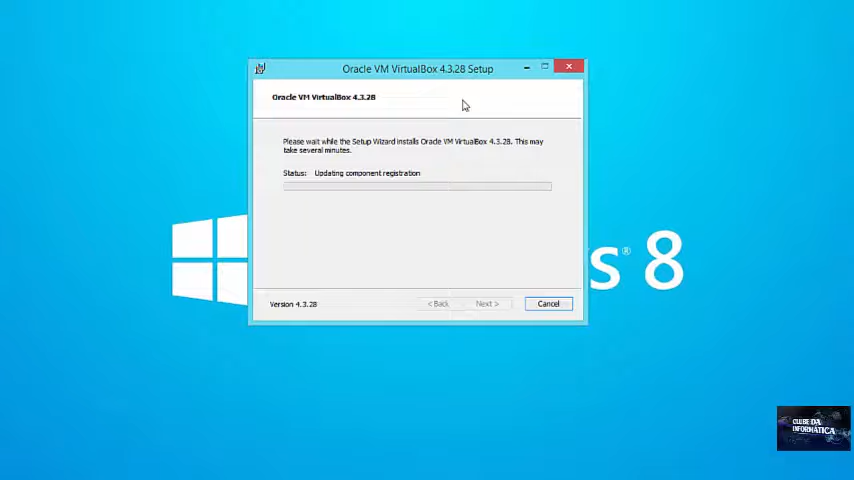 Oracle VM VirtualBox 4.3.28 Setup
Oracle VM VirtualBox 4.3.28
Please wait while the Setup Wizard installs Oracle VM VirtualBox 4.3.28. This may
take several minutes.
Status: Updating component registration
s® 8
Version 4.3.28
< Back Next > Cancel
CLUBE DA
INFORMÁTICA